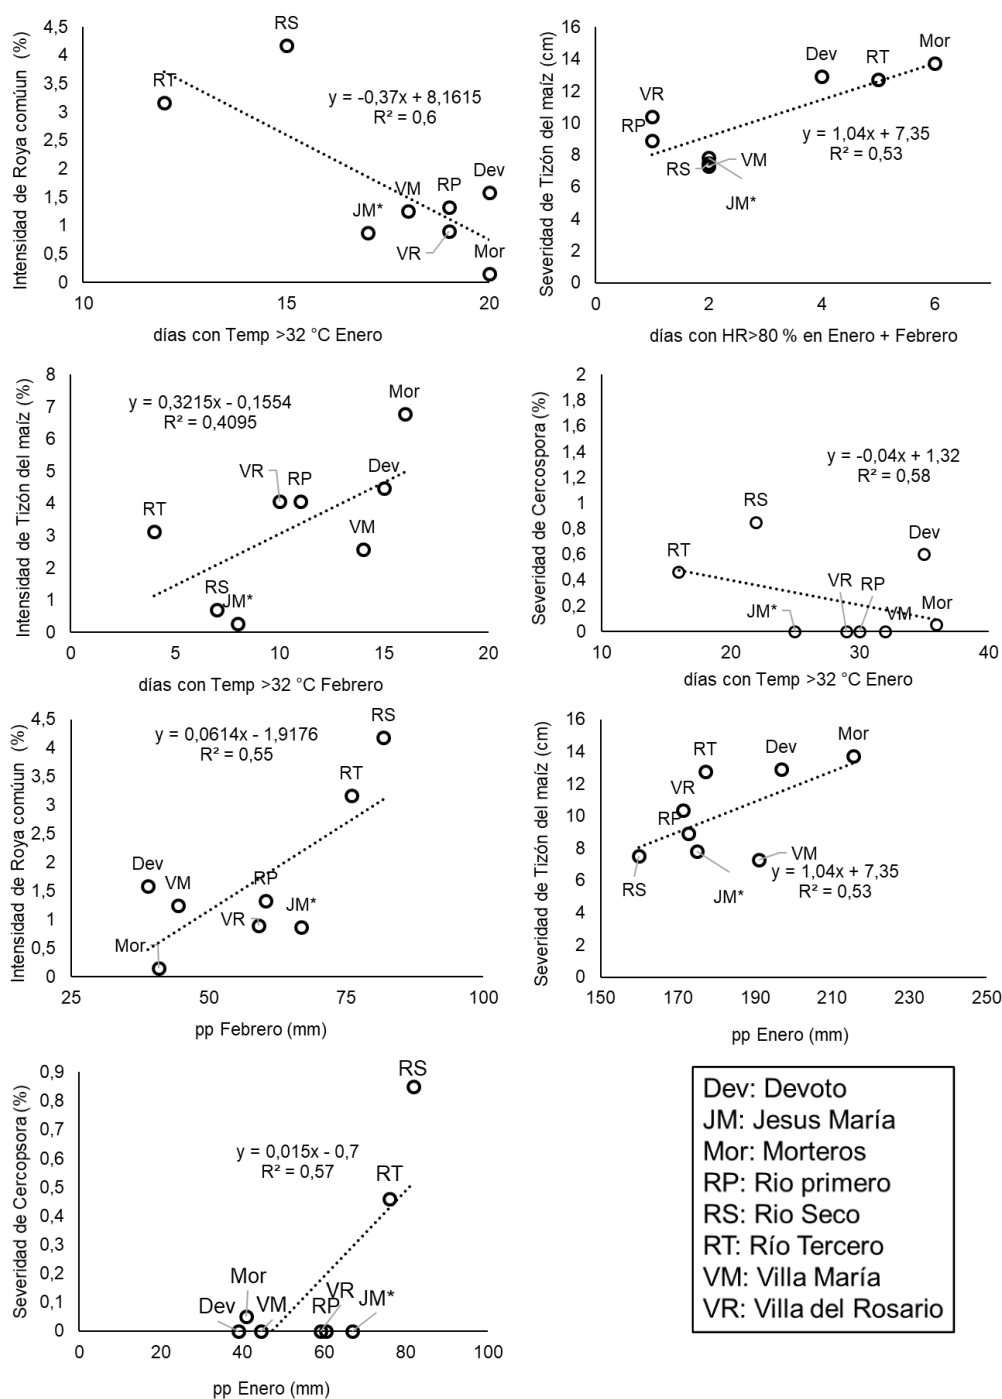 Intensidad de Roya comúun (%)
4,5
4
3,5
3
2,5
2
1,5
1
0,5
0
RS
RT
y = -0,37x + 8,1615
R² = 0,6
Dev
RP
VM
JM*
VR
Mor
10
15
20
días con Temp >32 °C Enero
Severidad de Tizón del maíz (cm)
16
14
12
10
8
6
4
2
0
Mor
RT
Dev
VR
RP
y = 1,04x + 7,35
R² = 0,53
RS
VM
JM*
0
2
4
6
días con HR>80 % en Enero + Febrero
Intensidad de Tizón del maíz (%)
8
7
6
5
4
3
2
1
0
y = 0,3215x - 0,1554
R² = 0,4095
Mor
Dev
VR
RP
RT
VM
RS
JM*
0
5
10
15
20
días con Temp >32 °C Febrero
Severidad de Cercospora (%)
2
1,8
1,6
1,4
1,2
1
0,8
0,6
0,4
0,2
0
y = -0,04x + 1,32
R² = 0,58
RS
Dev
RT
VR
RP
JM*
VM
Mor
10
20
30
40
días con Temp >32 °C Enero
Intensidad de Roya comúun (%)
4,5
4
3,5
3
2,5
2
1,5
1
0,5
0
RS
y = 0,0614x - 1,9176
R² = 0,55
RT
Dev
VM
RP
VR
JM*
Mor
25
50
75
100
pp Febrero (mm)
Severidad de Tizón del maíz (cm)
16
14
12
10
8
6
4
2
0
RT
Dev
Mor
VR
RP
VM
y = 1,04x + 7,35
R² = 0,53
RS
JM*
150
170
190
210
230
250
pp Enero (mm)
Severidad de Cercopsora (%)
0,9
0,8
0,7
0,6
0,5
0,4
0,3
0,2
0,1
0
RS
y = 0,015x - 0,7
R² = 0,57
RT
Mor
Dev
VM
RP
VR
JM*
0
20
40
60
80
100
pp Enero (mm)
Dev: Devoto
JM: Jesus María
Mor: Morteros
RP: Rio primero
RS: Rio Seco
RT: Río Tercero
VM: Villa María
VR: Villa del Rosario